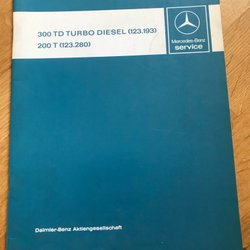 300 TD TURBO DIESEL (123.193)
200 T (123.280)
Mercedes-Benz
service
Daimler-Benz Aktiengesellschaft